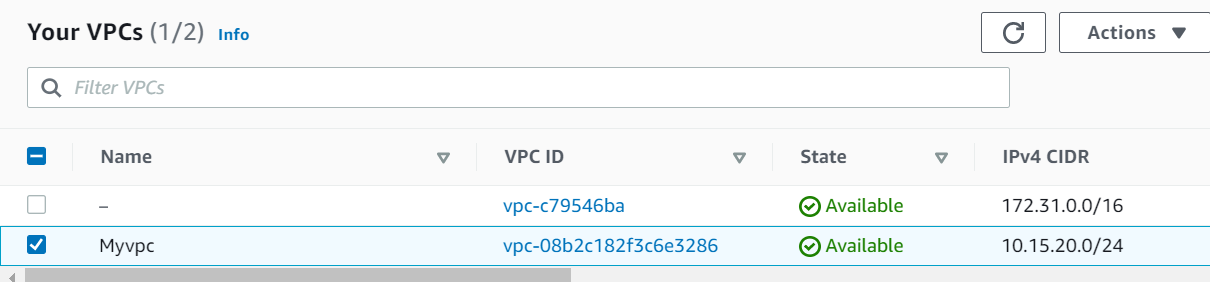 Your VPCs (1/2) Info
Actions
Filter VPCs
Name VPC ID State IPv4 CIDR
– vpc-c79546ba Available 172.31.0.0/16
Myvpc vpc-08b2c182f3c6e3286 Available 10.15.20.0/24